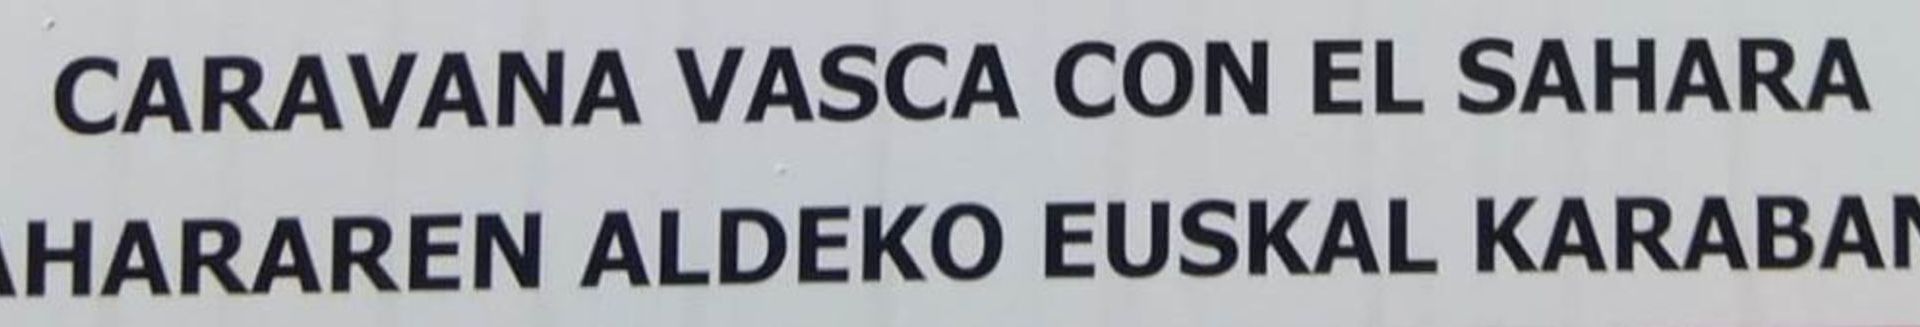 CARAVANA VASCA CON EL SAHARA
AHARAREN ALDEKO EUSKAL KARABAN